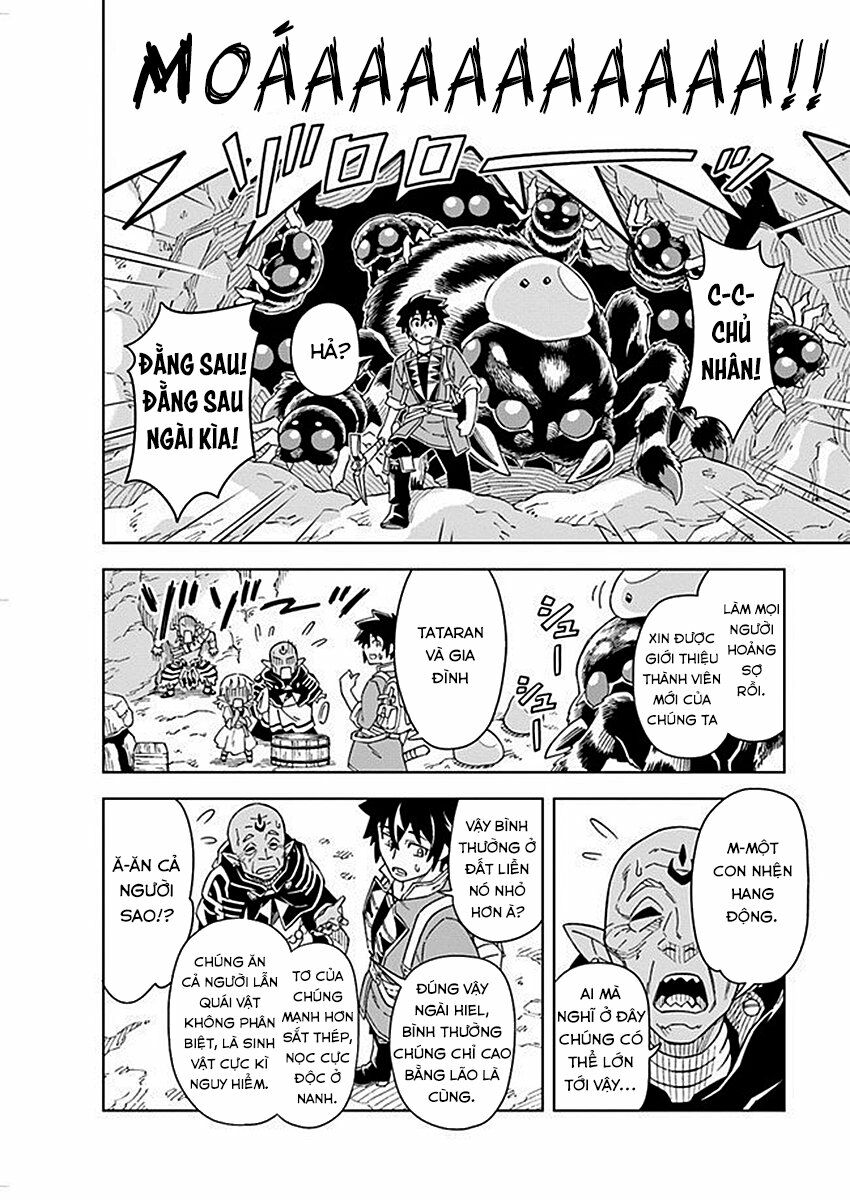 MOÁAAAAAAAAAA!!
ゾロローー
C-C-
CHỦ
NHÂN!
HẢ?
ĐẰNG SAU!
ĐẰNG SAU
NGÀI KÌA!
LÀM MỌI
NGƯỜI
HOẢNG
SỢ
RỒI.
XIN ĐƯỢC
GIỚI THIỆU
THÀNH VIÊN
MỚI CỦA
CHÚNG TA
シュー
シュー
TATARAN
VÀ GIA
ĐÌNH
M-MỘT
CON NHỆN
HANG
ĐỘNG.
AI MÀ
NGHĨ Ở ĐÂY
CHÚNG CÓ
THỂ LỚN
TỚI VẬY...
VẬY BÌNH
THƯỜNG Ở
ĐẤT LIỀN
NÓ NHỎ
HƠN À?
ĐÚNG VẬY
NGÀI HIEL,
BÌNH THƯỜNG
CHÚNG CHỈ CAO
BẰNG LÃO LÀ
CÙNG.
TƠ CỦA
CHÚNG
MẠNH HƠN
SẮT THÉP,
NỌC CỰC
ĐỘC Ở
NANH.
CHÚNG ĂN
CẢ NGƯỜI LẪN
QUÁI VẬT
KHÔNG PHÂN
BIỆT, LÀ SINH
VẬT CỰC KÌ
NGUY HIỂM.
Ă-ĂN CẢ
NGƯỜI
SAO!?